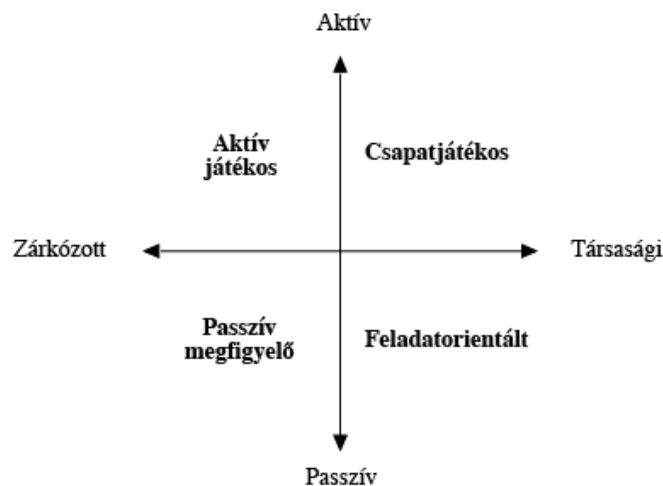 Aktív
Aktív
játékos
Csapatjátékos
Zárkózott
Társasági
Passzív
megfigyelő
Feladatorientált
Passzív